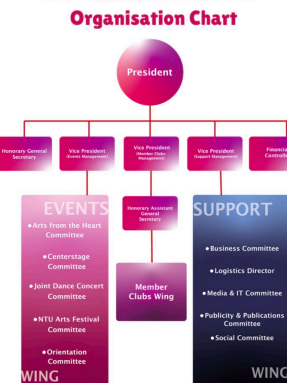 Organisation Chart
President
Honorary General
Secretary
Vice President
(Events Management)
Vice President
(Member Clubs
Management)
Vice President
(Support Management)
Financial
Controlle
EVENTS
•Arts from the Heart
Committee
•Centerstage
Committee
•Joint Dance Concert
Committee
•NTU Arts Festival
Committee
•Orientation
Committee
WING
Honorary Assistant
General
Secretary
Member
Clubs Wing
SUPPORT
•Business Committee
•Logistics Director
•Media & IT Committee
•Publicity & Publications
Committee
•Social Committee
WING